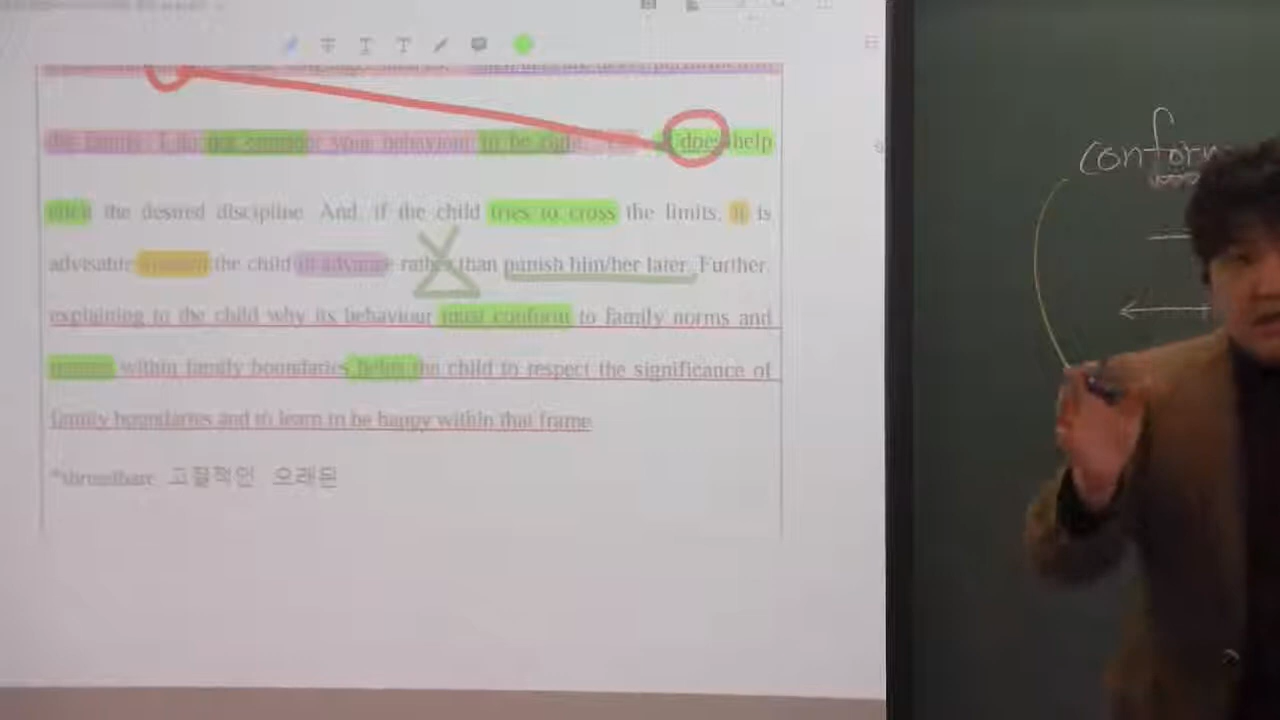 the family. I do not consider your behaviour to be right. does help
the desired discipline. And, if the child tries to cross the limits, it is
advisable the child in advance rather than punish him/her later. Further,
explaining to the child why its behaviour must conform to family norms and
within family boundaries helps the child to respect the significance of
family boundaries and to learn to be happy within that frame.
*threadbare 고질적인 오래된
conform